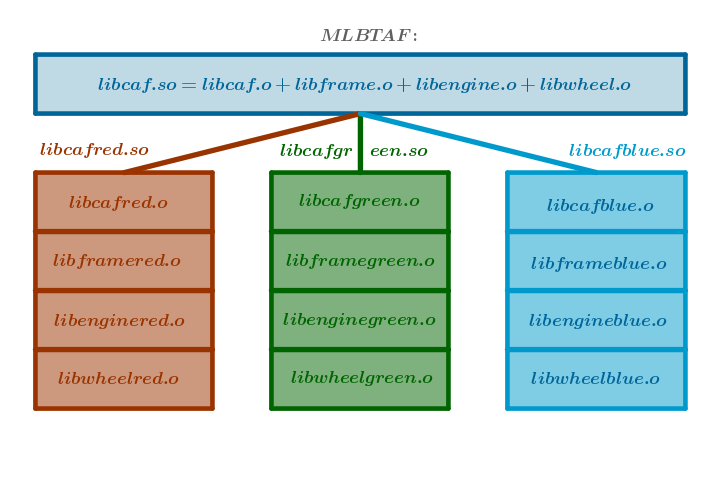 MLBTAF:
libcaf.so = libcaf.o + libframe.o + libengine.o + libwheel.o
libcafred.so
libcafgr een.so
libcafblue.so
libcafred.o
libcafgreen.o
libcafblue.o
libframered.o
libframegreen.o
libframeblue.o
libenginered.o
libenginegreen.o
libengineblue.o
libwheelred.o
libwheelgreen.o
libwheelblue.o